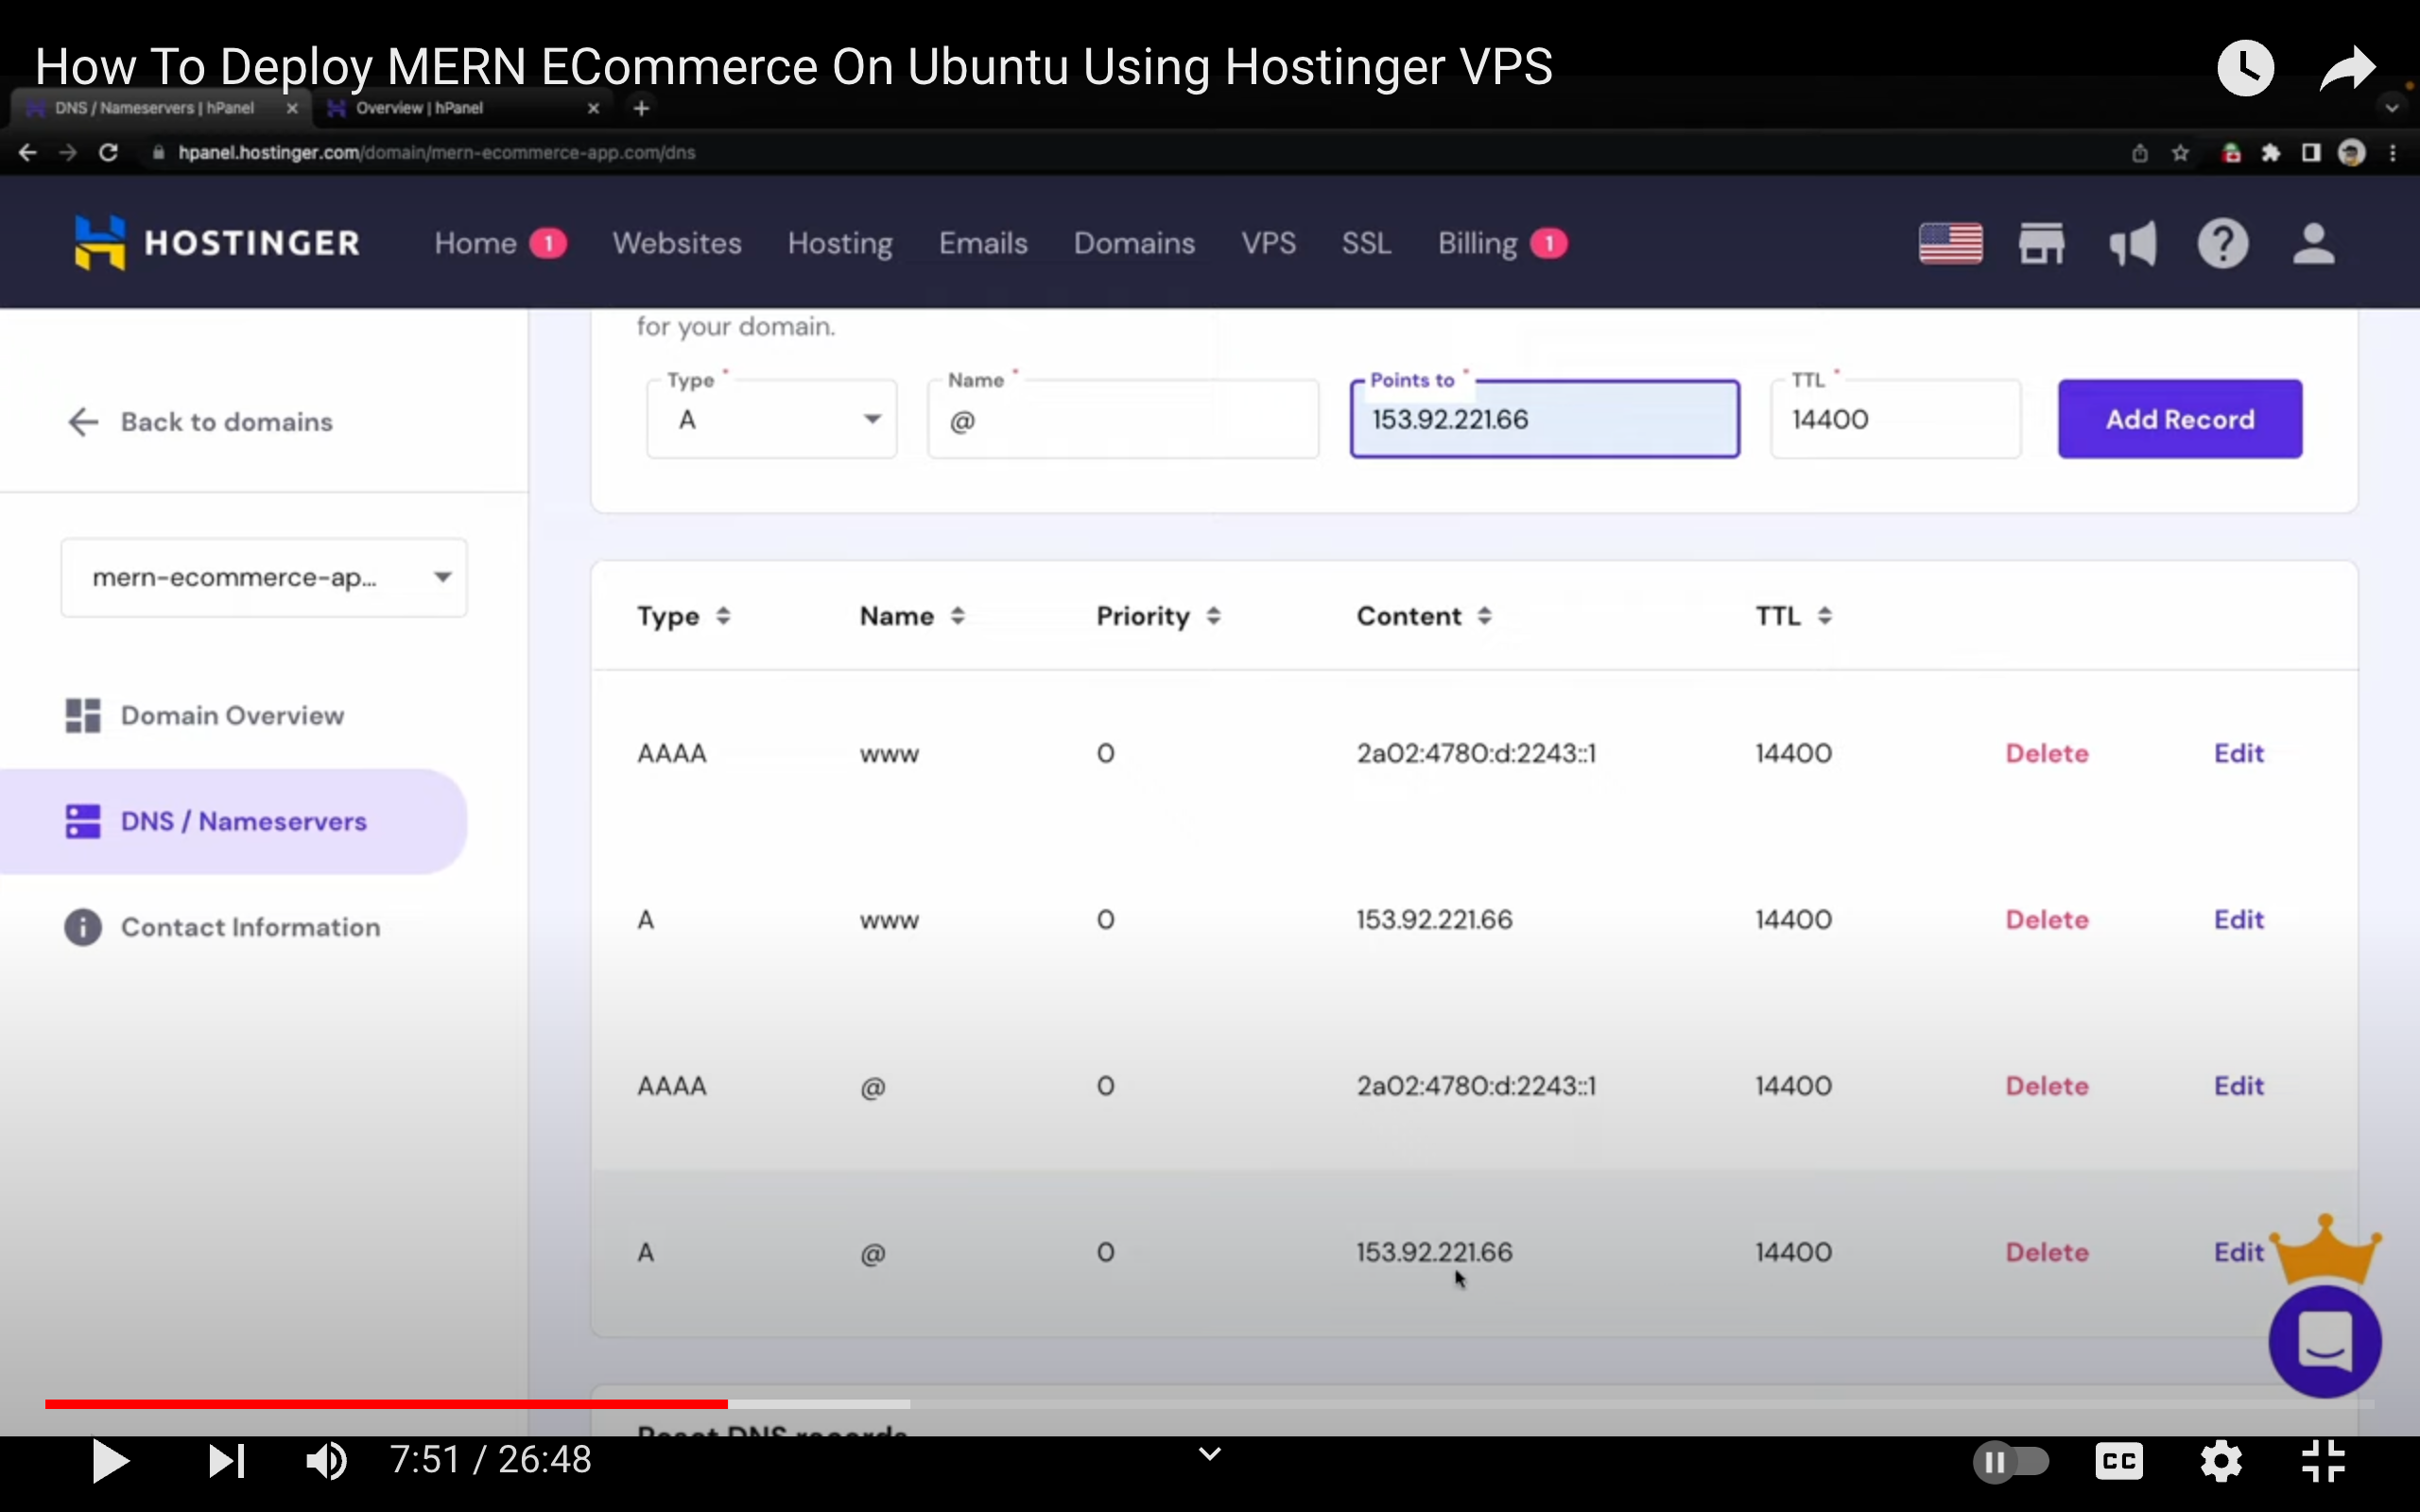 How To Deploy MERN ECommerce On Ubuntu Using Hostinger VPS
DNS / Nameservers | hPanel
Overview | hPanel
hpanel.hostinger.com/domain/mern-ecommerce-app.com/dns
HOSTINGER Home 1 Websites Hosting Emails Domains VPS SSL Billing 1
for your domain.
Type * Name * Points to * TTL *
A @ 153.92.221.66 14400 Add Record
Back to domains
mern-ecommerce-ap...
Domain Overview
DNS / Nameservers
Contact Information
Type Name Priority Content TTL
AAAA www 0 2a02:4780:d:2243::1 14400 Delete Edit
A www 0 153.92.221.66 14400 Delete Edit
AAAA @ 0 2a02:4780:d:2243::1 14400 Delete Edit
A @ 0 153.92.221.66 14400 Delete Edit
Reset DNS records
7:51 / 26:48
CC